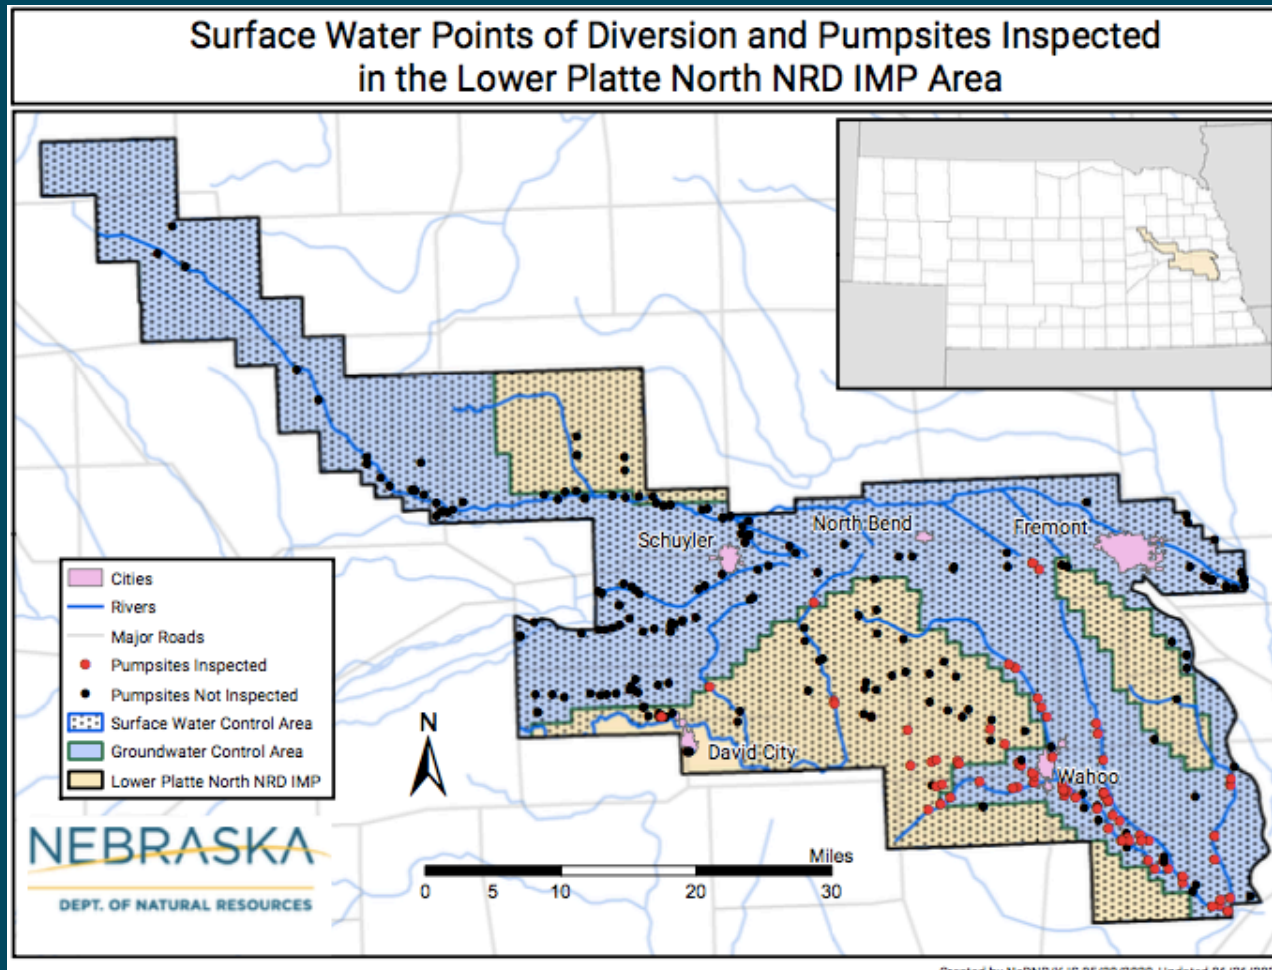 Surface Water Points of Diversion and Pumpsites Inspected
in the Lower Platte North NRD IMP Area
North Bend
Fremont
Schuyler
Cities
Rivers
Major Roads
Pumpsites Inspected
Pumpsites Not Inspected
Surface Water Control Area
Groundwater Control Area
Lower Platte North NRD IMP
N
David City
Wahoo
Miles
0 5 10 20 30
NEBRASKA
DEPT. OF NATURAL RESOURCES